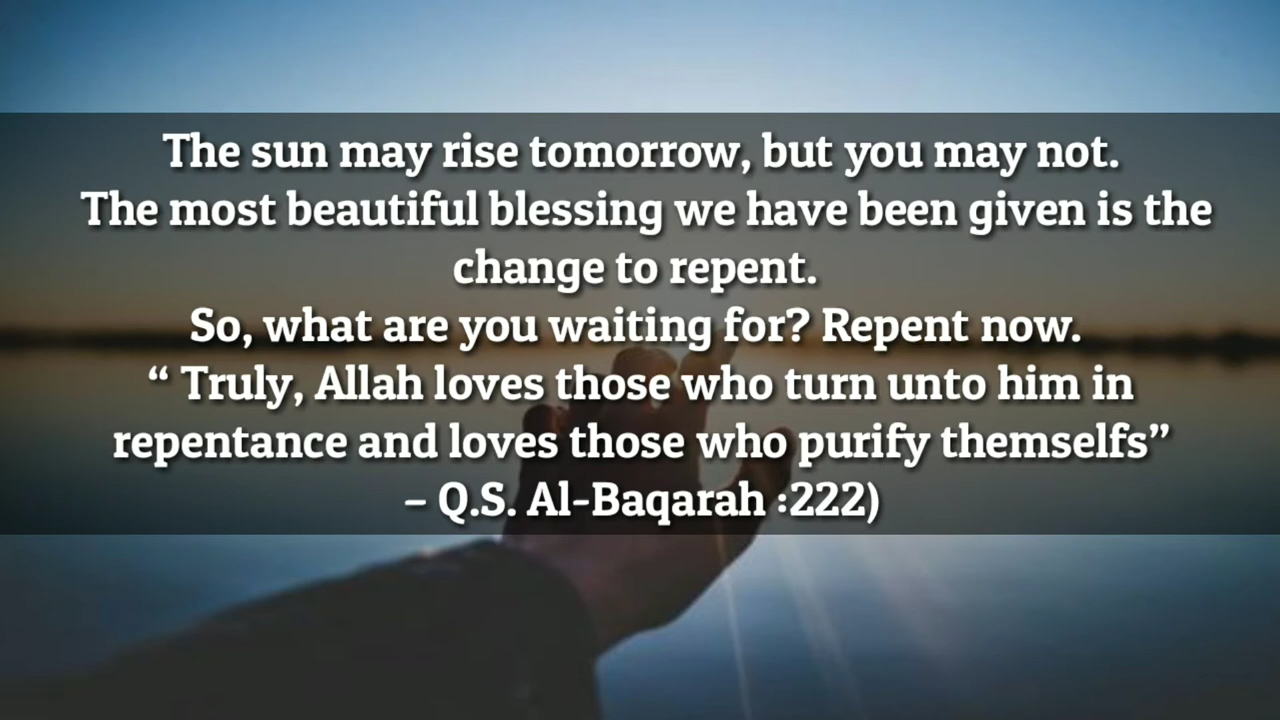 The sun may rise tomorrow, but you may not.
The most beautiful blessing we have been given is the
change to repent.
So, what are you waiting for? Repent now.
“ Truly, Allah loves those who turn unto him in
repentance and loves those who purify themselfs”
– Q.S. Al-Baqarah :222)